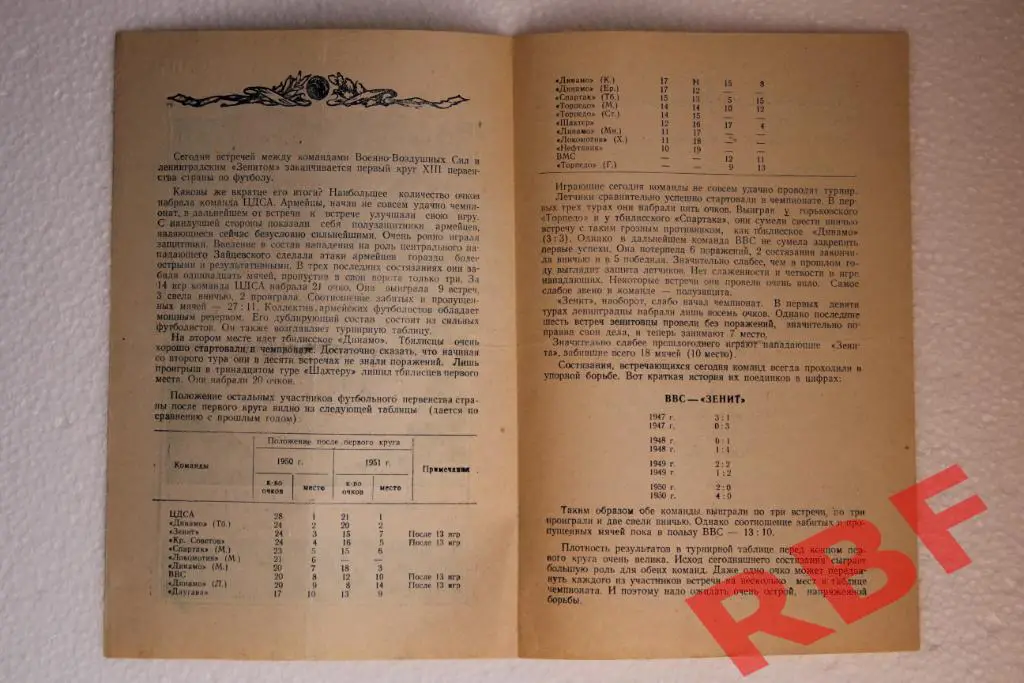 Сегодня встречей между командами Военно-Воздушных Сил и
ленинградским «Зенитом» заканчивается первый круг XIII первен-
ства страны по футболу.
Каковы же вкратце его итоги? Наибольшее количество очков
набрала команда ЦДСА. Армейцы, начав не совсем удачно чемпи-
онат, в дальнейшем от встречи к встрече улучшали свою игру.
С наилучшей стороны показали себя полузащитники армейцев,
являющиеся сейчас безусловно сильнейшими. Очень ровно играла
защитники. Введение в состав нападения на роль центрального на-
падающего Зайцевского сделала атаки армейцев гораздо более
острыми и результативными. В трех последних состязаниях они за-
били одиннадцать мячей, пропустив в свои ворота только три. За
14 игр команда ЦДСА набрала 21 очко. Она выиграла 9 встреч,
3 свела вничью, 2 проиграла. Соотношение забитых и пропущен-
ных мячей — 27:11. Коллектив армейских футболистов обладает
мощным резервом. Его дублирующий состав состоит из сильных
футболистов. Он также возглавляет турнирную таблицу.
На втором месте идет тбилисское «Динамо». Тбилисцы очень
хорошо стартовали в чемпионате. Достаточно сказать, что начиная
со второго тура они в десяти встречах не знали поражений. Лишь
проигрыш в тринадцатом туре «Шахтеру» лишил тбилисцев первого
места. Они набрали 20 очков.
Положение остальных участников футбольного первенства стра-
ны после первого круга видно из следующей таблицы (дается по
сравнению с прошлым годом):
Команды Положение после первого круга Примечания
1950 г. 1951 г.
к-во очков место к-во очков место
ЦДСА 28 1 21 1
«Динамо» (Тб.) 24 2 20 2
«Зенит» 24 3 15 7 После 13 игр
«Кр. Советов» 24 4 16 5 После 13 игр
«Спартак» (М.) 23 5 15 6
«Локомотив» (М.) 21 6 — —
«Динамо» (М.) 20 7 18 3
ВВС 20 8 12 10 После 13 игр
«Динамо» (Л.) 20 9 8 14 После 13 игр
«Даугава» 17 10 13 9
«Динамо» (К.) 17 11 15 8
«Динамо» (Ер.) 17 12 — —
«Спартак» (Тб.) 15 13 5 15
«Торпедо» (М.) 14 14 10 12
«Торпедо» (Ст.) 14 15 — —
«Шахтер» 12 16 17 4
«Динамо» (Мн.) 11 17 — —
«Локомотив» (Х.) 11 18 — —
«Нефтяник» 10 19 — —
ВМС — — 12 11
«Торпедо» (Г.) — — 9 13
Играющие сегодня команды не совсем удачно проводят турнир.
Летчики сравнительно успешно стартовали в чемпионате. В пер-
вых трех турах они набрали пять очков. Выиграв у горьковского
«Торпедо» и у тбилисского «Спартака», они сумели свести вничью
встречу с таким грозным противником, как тбилисское «Динамо»
(3:3). Однако в дальнейшем команда ВВС не сумела закрепить
первые успехи. Она потерпела 6 поражений, 2 состязания закончи-
ла вничью и в 5 победила. Значительно слабее, чем в прошлом го-
ду выглядит защита летчиков. Нет слаженности и четкости в игре
нападающих. Некоторые встречи они провели очень вяло. Самое
слабое звено в команде — полузащита.
«Зенит», наоборот, слабо начал чемпионат. В первых девяти
турах ленинградцы набрали лишь восемь очков. Однако последние
шесть встреч зенитовцы провели без поражений, значительно по-
правив свои дела, и теперь занимают 7 место.
Значительно слабее прошлогоднего играют нападающие «Зени-
та», забившие всего 18 мячей (10 место).
Состязания, встречающихся сегодня команд всегда проходили в
упорной борьбе. Вот краткая история их поединков в цифрах:
ВВС — «ЗЕНИТ»
1947 г. 3:1
1947 г. 0:3
1948 г. 0:1
1948 г. 1:1
1949 г. 2:2
1949 г. 1:2
1950 г. 2:0
1950 г. 4:0
Таким образом обе команды выиграли по три встречи, по три
проиграли и две свели вничью. Однако соотношение забитых и про-
пущенных мячей пока в пользу ВВС — 13:10.
Плотность результатов в турнирной таблице перед концом пер-
вого круга очень велика. Исход сегодняшнего состязания сыграет
большую роль для обеих команд. Даже одно очко может передви-
нуть каждого из участников встречи на несколько мест в таблице
чемпионата. И поэтому надо ожидать очень острой, напряженной
борьбы.
RBF